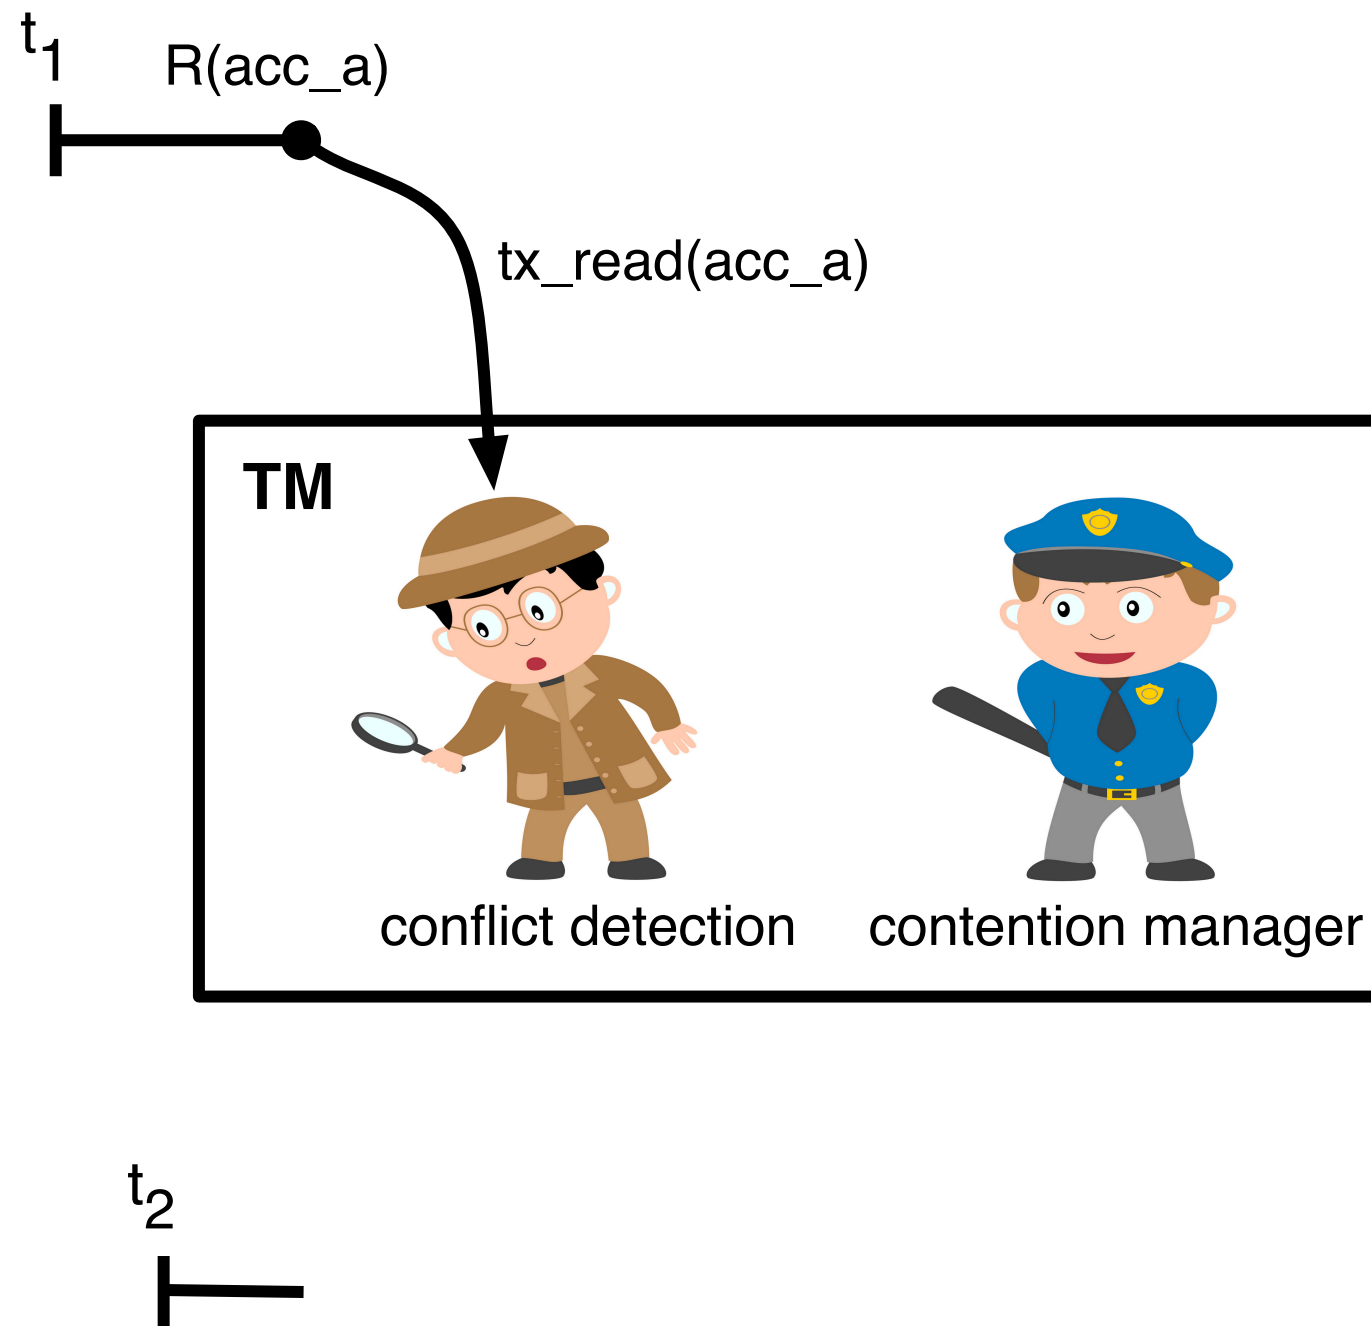 t1
R(acc_a)
tx_read(acc_a)
TM
conflict detection
contention manager
t2